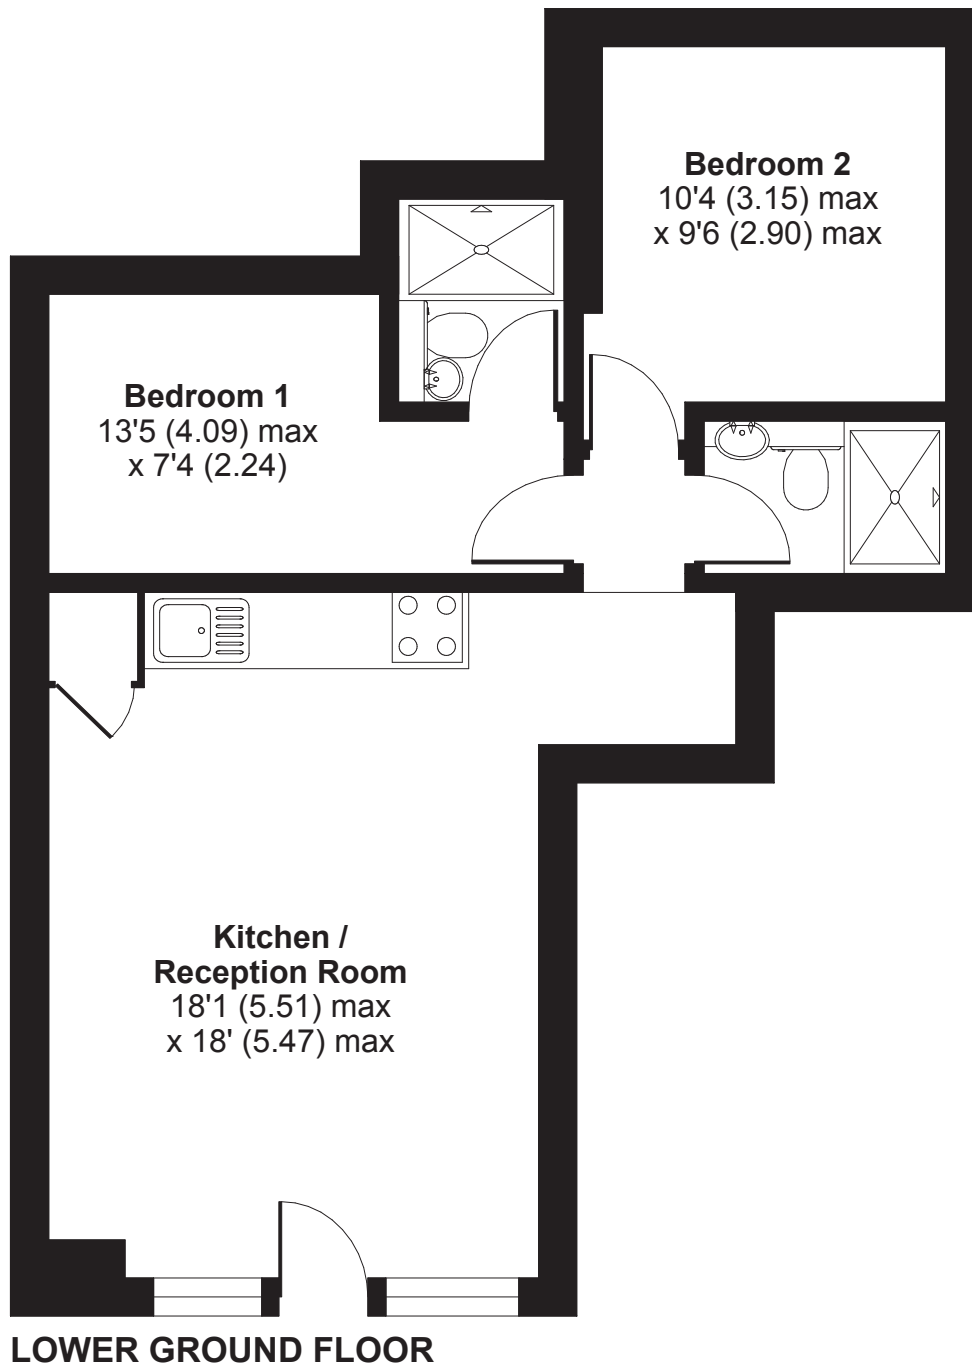 Bedroom 2
10'4 (3.15) max
x 9'6 (2.90) max
Bedroom 1
13'5 (4.09) max
x 7'4 (2.24)
Kitchen /
Reception Room
18'1 (5.51) max
x 18' (5.47) max
LOWER GROUND FLOOR